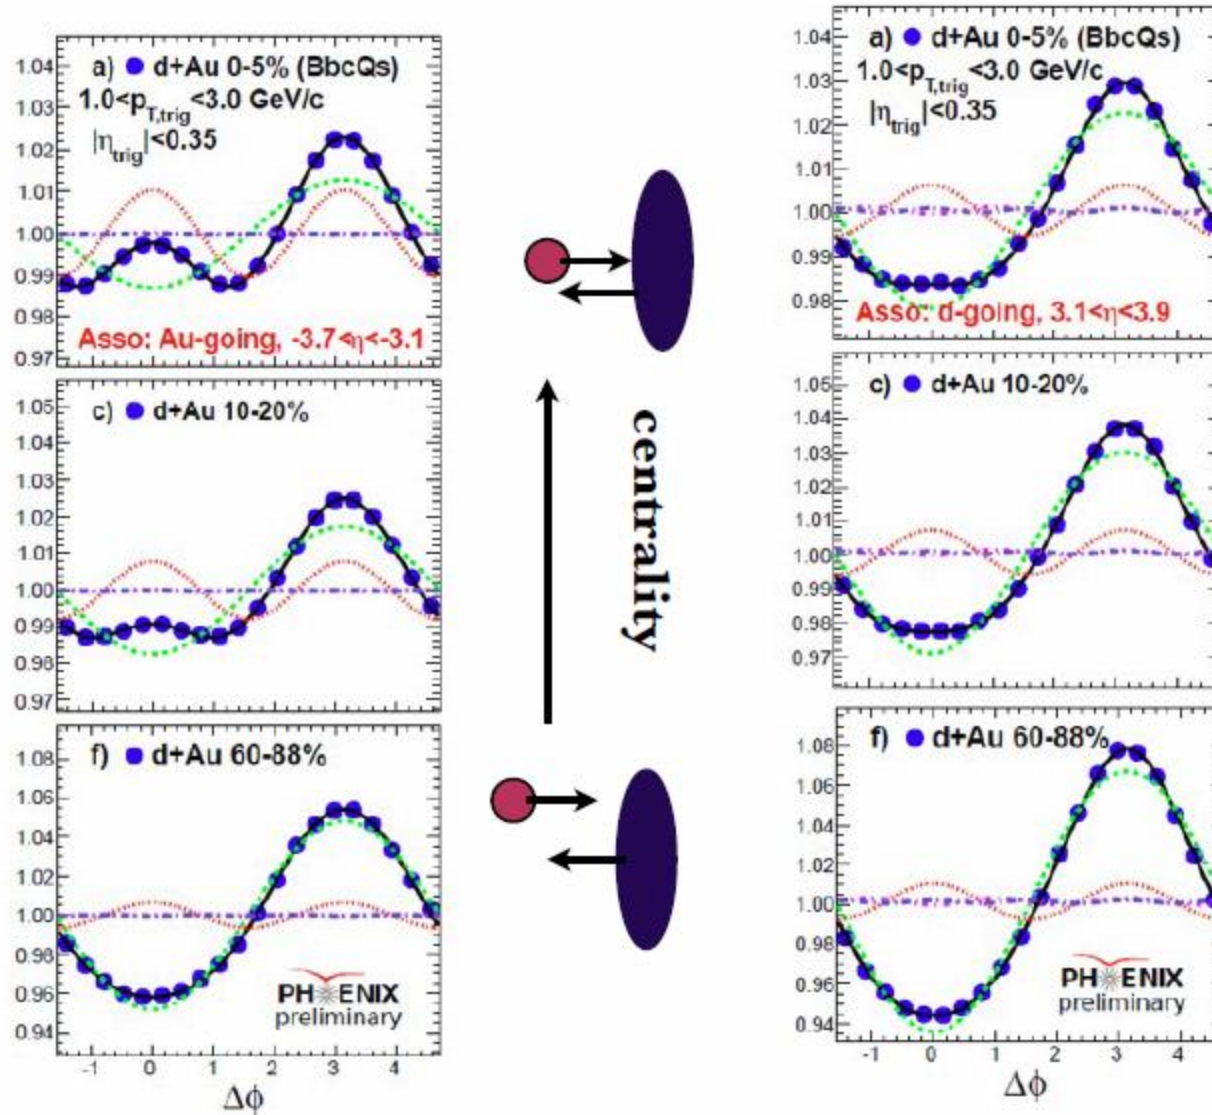 a) d+Au 0-5% (BbcQs)
1.0<p_T,trig<3.0 GeV/c
|η_trig|<0.35
1.04
1.03
1.02
1.01
1.00
0.99
0.98
0.97
Asso: Au-going, -3.7<η<-3.1
c) d+Au 10-20%
1.05
1.04
1.03
1.02
1.01
1.00
0.99
0.98
0.97
f) d+Au 60-88%
1.08
1.06
1.04
1.02
1.00
0.98
0.96
0.94
PHENIX
preliminary
-1 0 1 2 3 4
Δϕ
centrality
a) d+Au 0-5% (BbcQs)
1.0<p_T,trig<3.0 GeV/c
|η_trig|<0.35
1.04
1.03
1.02
1.01
1.00
0.99
0.98
Asso: d-going, 3.1<η<3.9
c) d+Au 10-20%
1.05
1.04
1.03
1.02
1.01
1.00
0.99
0.98
0.97
f) d+Au 60-88%
1.08
1.06
1.04
1.02
1.00
0.98
0.96
0.94
PHENIX
preliminary
-1 0 1 2 3 4
Δϕ